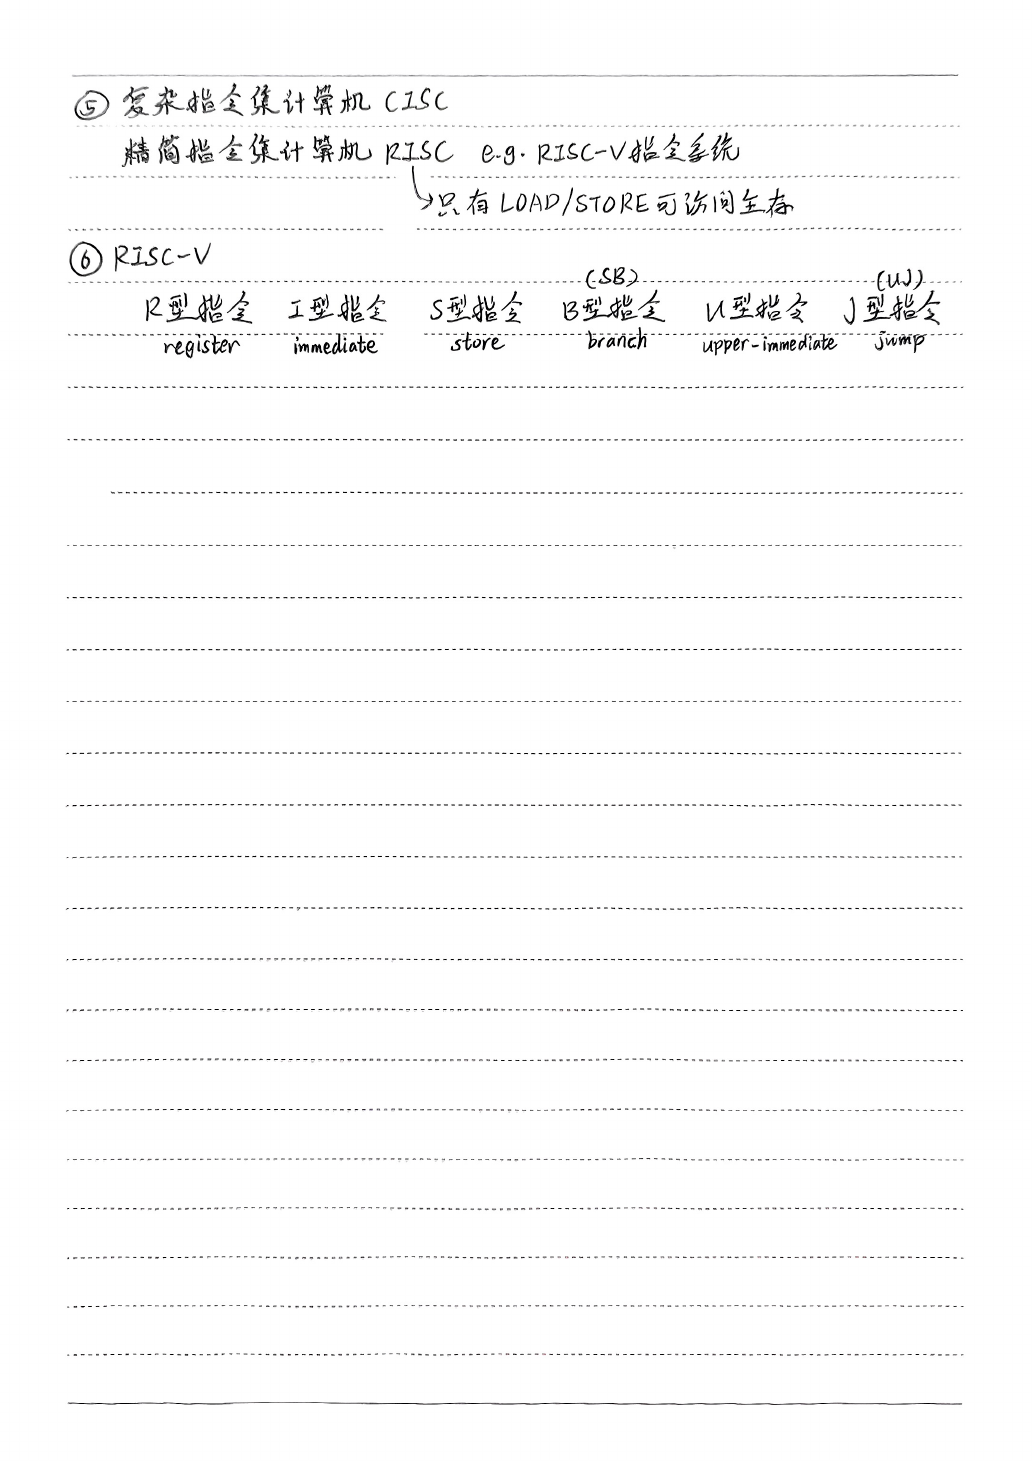 ⑤ 复杂指令集计算机 CISC
精简指令集计算机 RISC e.g. RISC-V指令系统
只有 LOAD/STORE 可访问主存
⑥ RISC-V
(SB) (UJ)
R型指令 I型指令 S型指令 B型指令 U型指令 J型指令
register immediate store branch upper-immediate jump